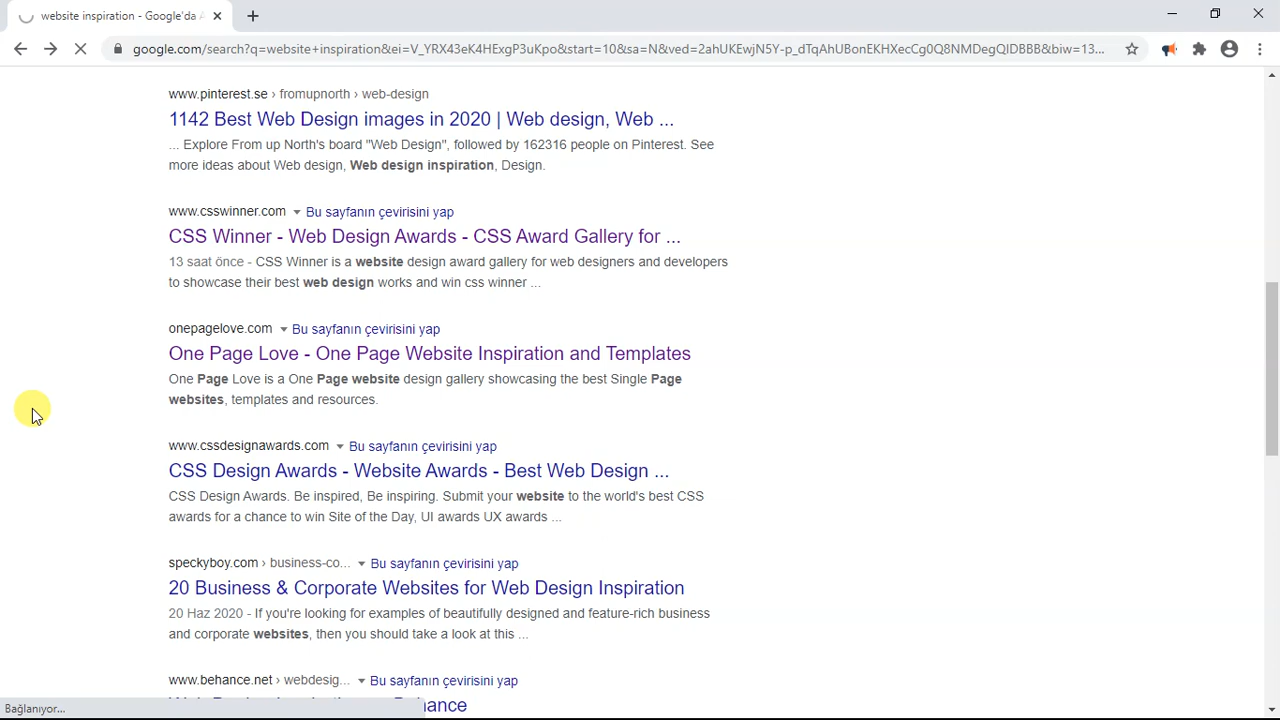 website inspiration - Google'da A
google.com/search?q=website+inspiration&ei=V_YRX43eK4HExgP3uKpo&start=10&sa=N&ved=2ahUKEwjN5Y-p_dTqAhUBonEKHXecCg0Q8NMDegQIDBBB&biw=13...
www.pinterest.se › fromupnorth › web-design
1142 Best Web Design images in 2020 | Web design, Web ...
... Explore From up North's board "Web Design", followed by 162316 people on Pinterest. See
more ideas about Web design, Web design inspiration, Design.
www.csswinner.com Bu sayfanın çevirisini yap
CSS Winner - Web Design Awards - CSS Award Gallery for ...
13 saat önce - CSS Winner is a website design award gallery for web designers and developers
to showcase their best web design works and win css winner ...
onepagelove.com Bu sayfanın çevirisini yap
One Page Love - One Page Website Inspiration and Templates
One Page Love is a One Page website design gallery showcasing the best Single Page
websites, templates and resources.
www.cssdesignawards.com Bu sayfanın çevirisini yap
CSS Design Awards - Website Awards - Best Web Design ...
CSS Design Awards. Be inspired, Be inspiring. Submit your website to the world's best CSS
awards for a chance to win Site of the Day, UI awards UX awards ...
speckyboy.com › business-co... Bu sayfanın çevirisini yap
20 Business & Corporate Websites for Web Design Inspiration
20 Haz 2020 - If you're looking for examples of beautifully designed and feature-rich business
and corporate websites, then you should take a look at this ...
www.behance.net › webdesig... Bu sayfanın çevirisini yap
ance
Bağlanıyor...